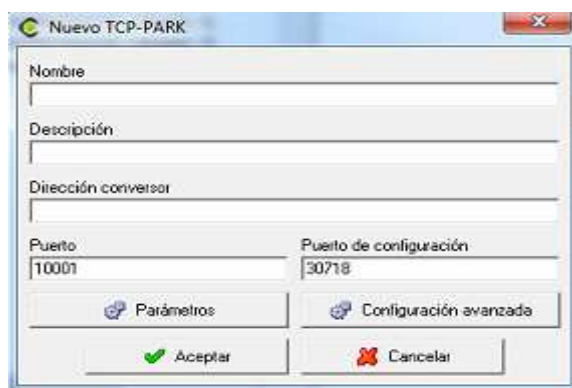 Nuevo TCP-PARK
Nombre
Descripción
Dirección conversor
Puerto
Puerto de configuración
10001
30718
Parámetros
Configuración avanzada
Aceptar
Cancelar